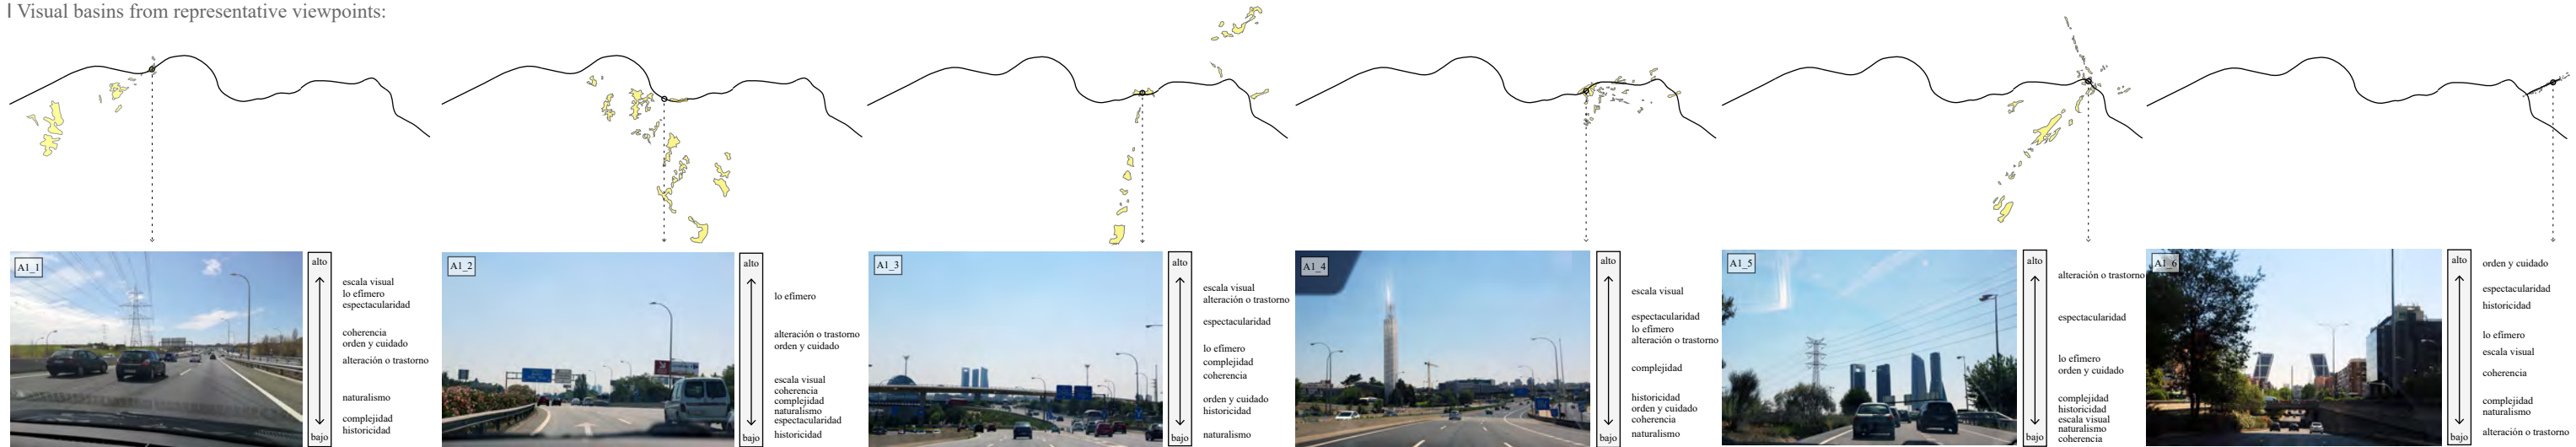 | Visual basins from representative viewpoints:
A1_1
alto
escala visual
lo efímero
espectacularidad
coherencia
orden y cuidado
alteración o trastorno
naturalismo
complejidad
historicidad
bajo
A1_2
alto
lo efímero
alteración o trastorno
orden y cuidado
escala visual
coherencia
complejidad
naturalismo
espectacularidad
historicidad
bajo
A1_3
alto
escala visual
alteración o trastorno
espectacularidad
lo efímero
complejidad
coherencia
orden y cuidado
historicidad
naturalismo
bajo
A1_4
alto
escala visual
espectacularidad
lo efímero
alteración o trastorno
complejidad
historicidad
orden y cuidado
coherencia
naturalismo
bajo
A1_5
alto
alteración o trastorno
espectacularidad
lo efímero
orden y cuidado
complejidad
historicidad
escala visual
naturalismo
coherencia
bajo
A1_6
alto
orden y cuidado
espectacularidad
historicidad
lo efímero
escala visual
coherencia
complejidad
naturalismo
alteración o trastorno
bajo